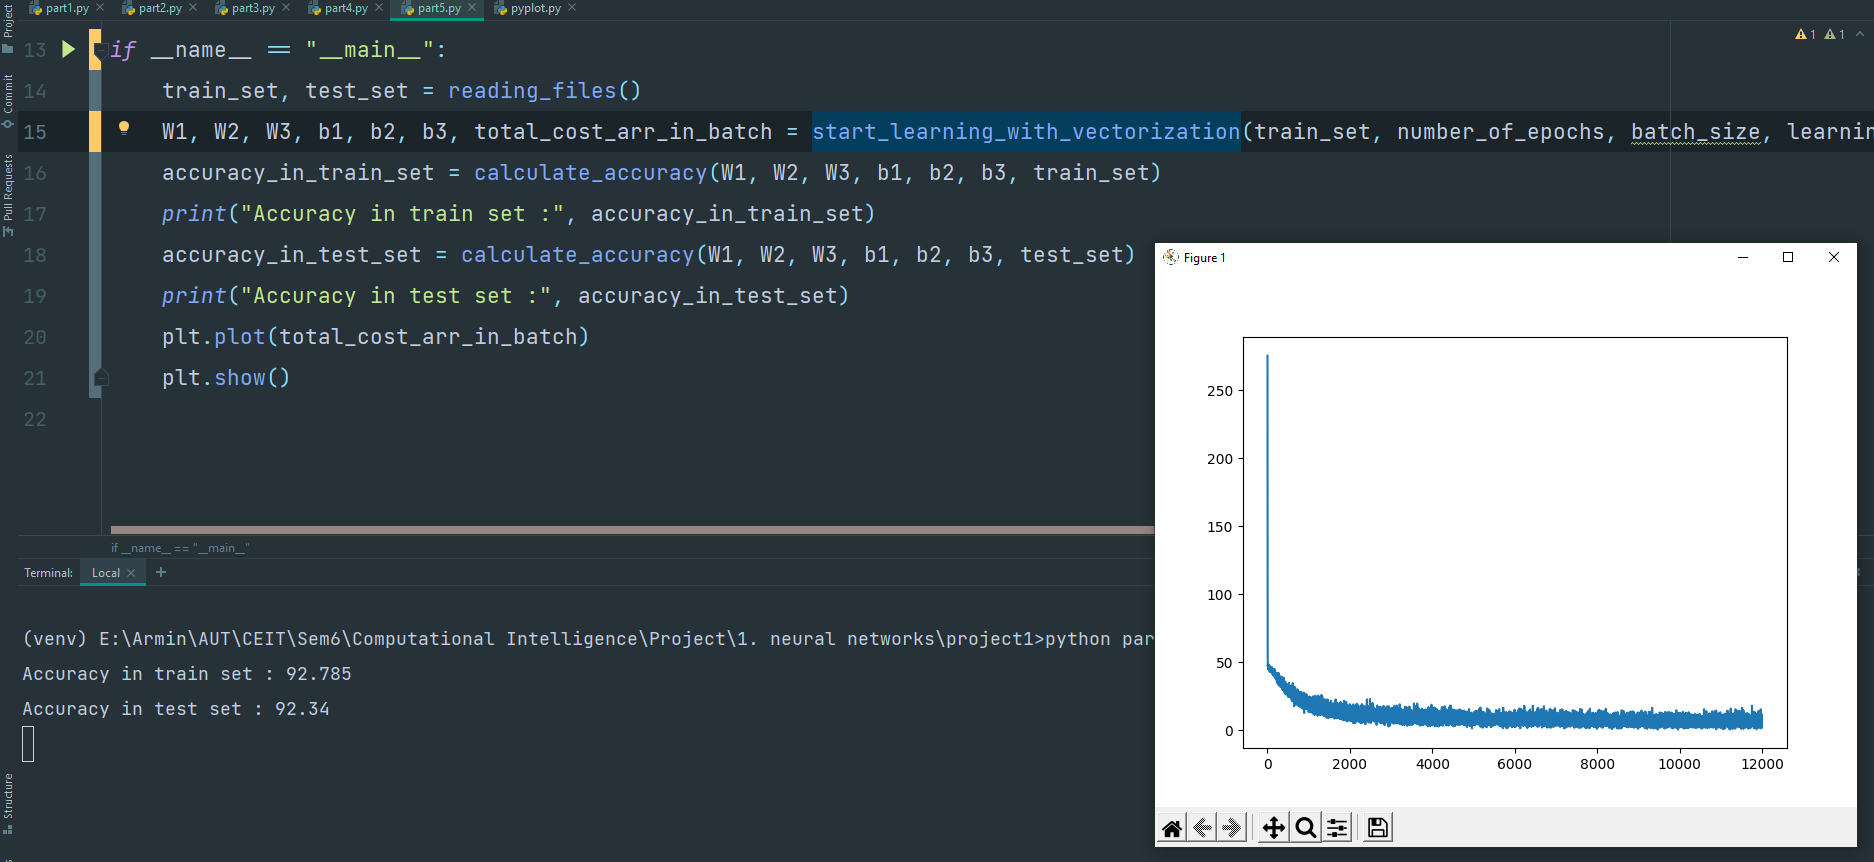 part1.py part2.py part3.py part4.py part5.py pyplot.py
Project
Commit
Pull Requests
Structure
1 1
13 if __name__ == "__main__":
14 train_set, test_set = reading_files()
15 W1, W2, W3, b1, b2, b3, total_cost_arr_in_batch = start_learning_with_vectorization(train_set, number_of_epochs, batch_size, learnin
16 accuracy_in_train_set = calculate_accuracy(W1, W2, W3, b1, b2, b3, train_set)
17 print("Accuracy in train set :", accuracy_in_train_set)
18 accuracy_in_test_set = calculate_accuracy(W1, W2, W3, b1, b2, b3, test_set)
19 print("Accuracy in test set :", accuracy_in_test_set)
20 plt.plot(total_cost_arr_in_batch)
21 plt.show()
22
if __name__ == "__main__"
Terminal: Local +
(venv) E:\Armin\AUT\CEIT\Sem6\Computational Intelligence\Project\1. neural networks\project1>python par
Accuracy in train set : 92.785
Accuracy in test set : 92.34
Figure 1
250
200
150
100
50
0
0 2000 4000 6000 8000 10000 12000